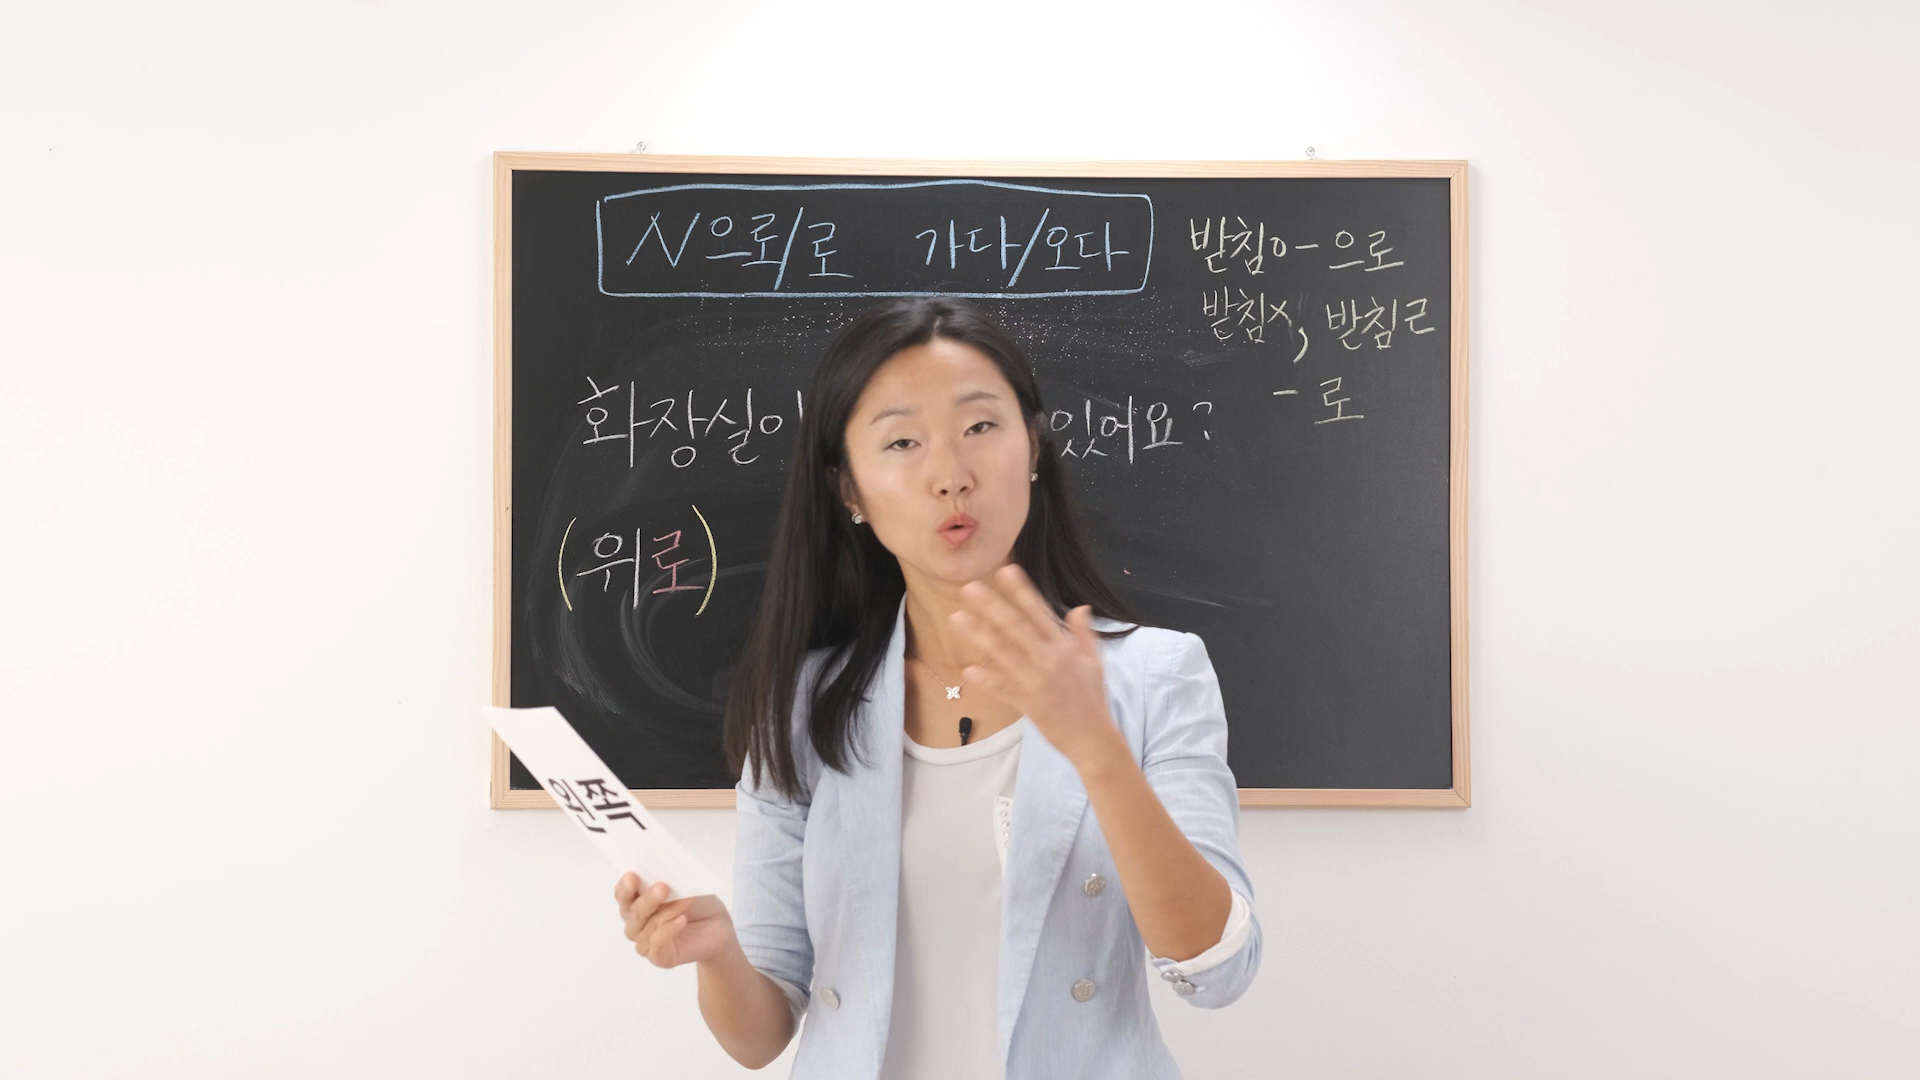 N으로/로 가다/오다
받침o - 으로
받침x, 받침ㄹ
- 로
화장실이 있어요?
(위로)
왼쪽